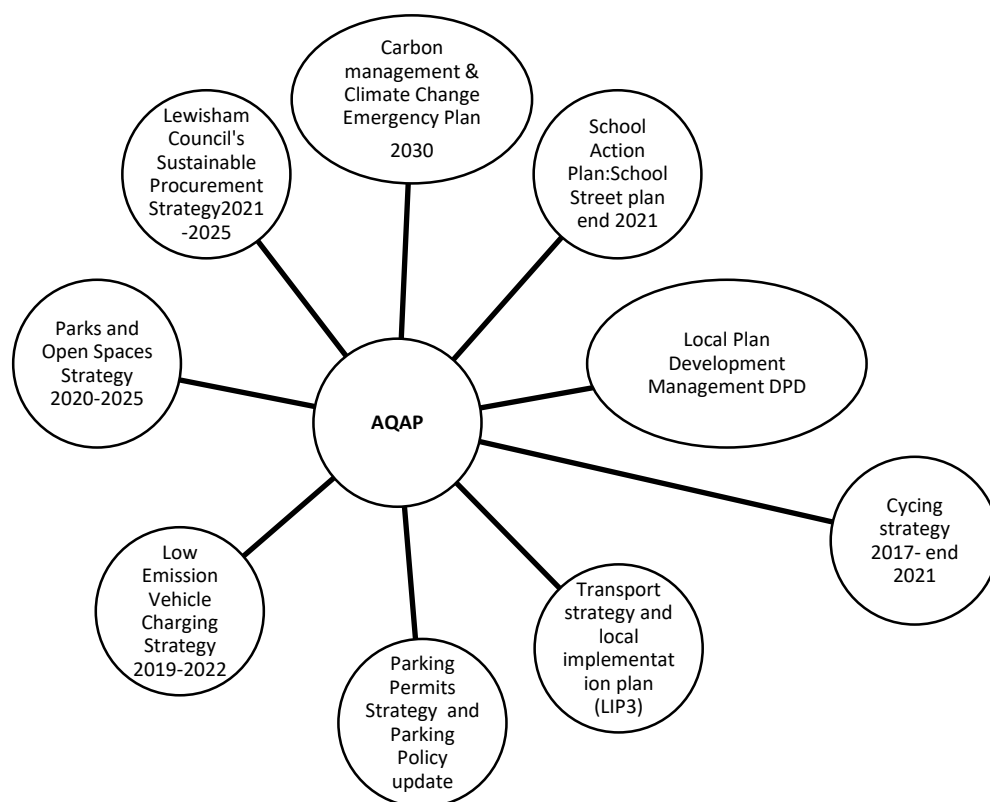 Carbon
management &
Climate Change
Emergency Plan
2030
Lewisham
Council's
Sustainable
Procurement
Strategy2021
-2025
School
Action
Plan:School
Street plan
end 2021
Parks and
Open Spaces
Strategy
2020-2025
Local Plan
Development
Management DPD
AQAP
Cycing
strategy
2017- end
2021
Low
Emission
Vehicle
Charging
Strategy
2019-2022
Transport
strategy and
local
implementat
ion plan
(LIP3)
Parking
Permits
Strategy and
Parking
Policy
update